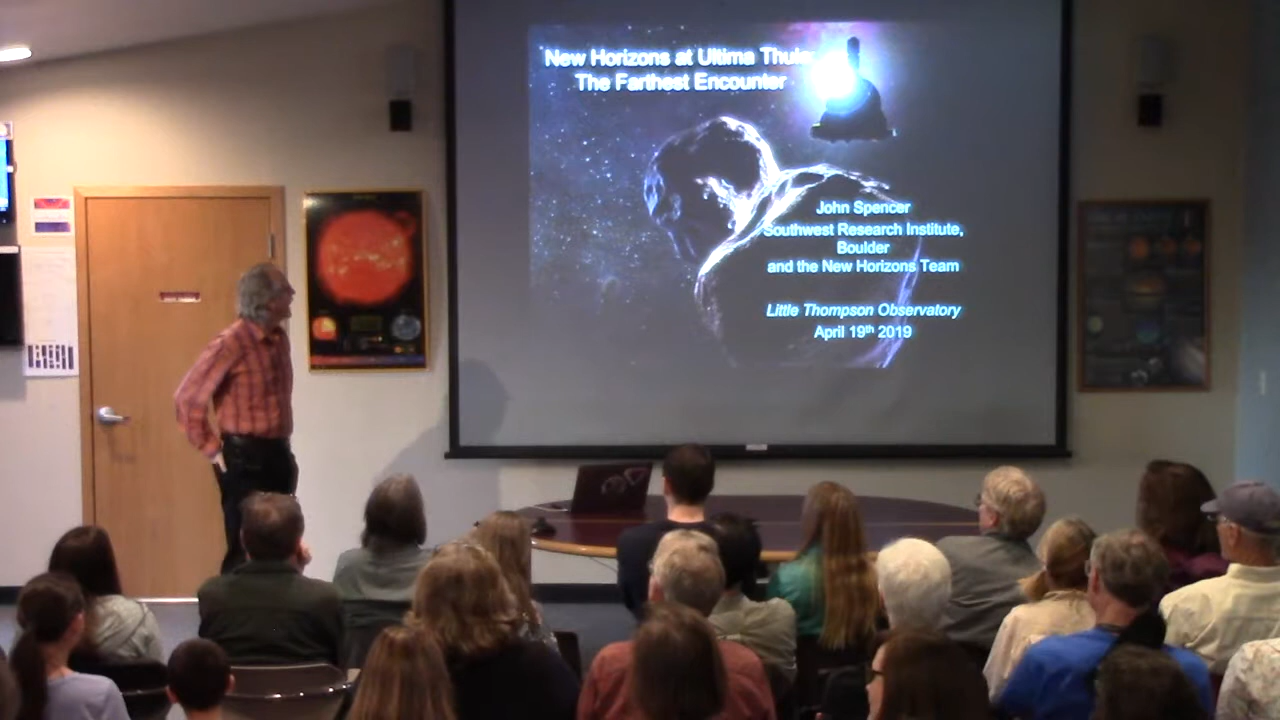 New Horizons at Ultima Thule
The Farthest Encounter
John Spencer
Southwest Research Institute,
Boulder
and the New Horizons Team
Little Thompson Observatory
April 19th 2019